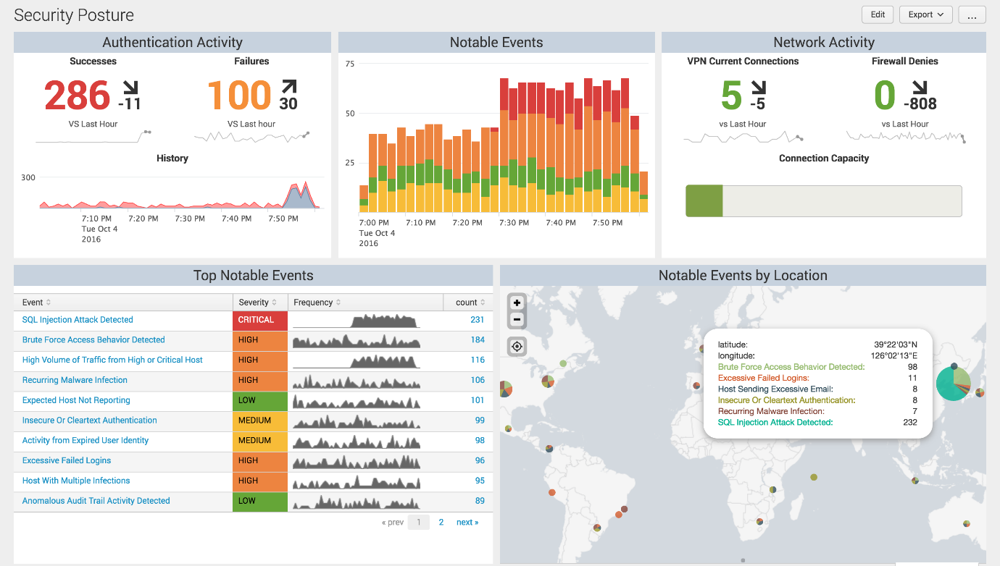 Security Posture
Edit
Export
...
Authentication Activity
Successes
Failures
286
-11
100
30
VS Last Hour
VS Last hour
History
300
7:10 PM
7:20 PM
7:30 PM
7:40 PM
7:50 PM
Tue Oct 4
2016
Notable Events
75
50
25
7:00 PM
7:10 PM
7:20 PM
7:30 PM
7:40 PM
7:50 PM
Tue Oct 4
2016
Network Activity
VPN Current Connections
Firewall Denies
5
-5
0
-808
vs Last Hour
vs Last Hour
Connection Capacity
Top Notable Events
Event Severity Frequency count
SQL Injection Attack Detected CRITICAL 231
Brute Force Access Behavior Detected HIGH 184
High Volume of Traffic from High or Critical Host HIGH 116
Recurring Malware Infection HIGH 106
Expected Host Not Reporting LOW 101
Insecure Or Cleartext Authentication MEDIUM 99
Activity from Expired User Identity MEDIUM 98
Excessive Failed Logins HIGH 96
Host With Multiple Infections HIGH 95
Anomalous Audit Trail Activity Detected LOW 89
« prev 1 2 next »
Notable Events by Location
+
−
latitude: 39°22'03"N
longitude: 126°02'13"E
Brute Force Access Behavior Detected: 98
Excessive Failed Logins: 11
Host Sending Excessive Email: 8
Insecure Or Cleartext Authentication: 8
Recurring Malware Infection: 7
SQL Injection Attack Detected: 232